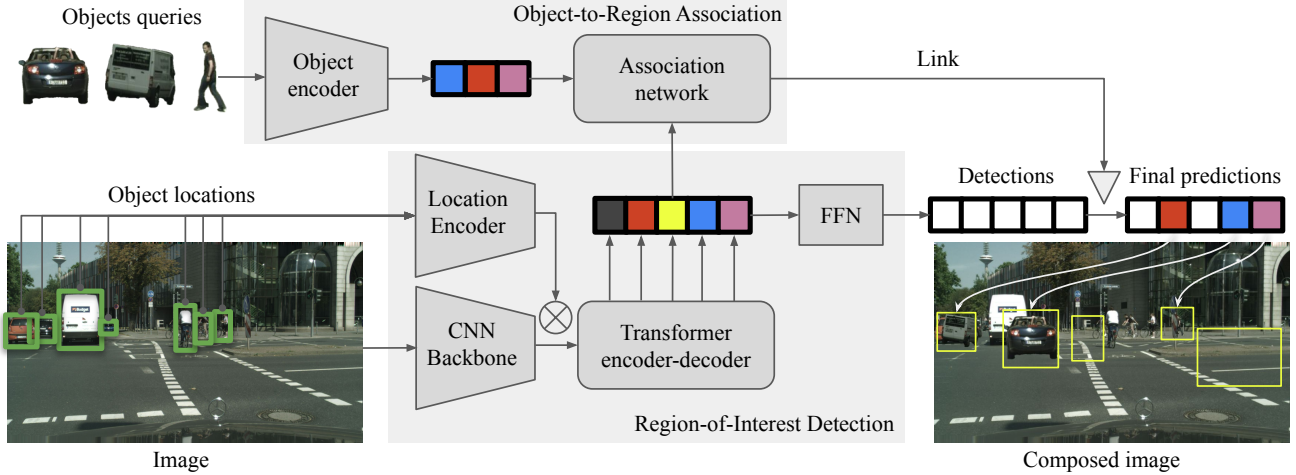 Objects queries
Object-to-Region Association
Object
encoder
Association
network
Link
Object locations
Location
Encoder
FFN
Detections
Final predictions
CNN
Backbone
Transformer
encoder-decoder
Region-of-Interest Detection
Image
Composed image